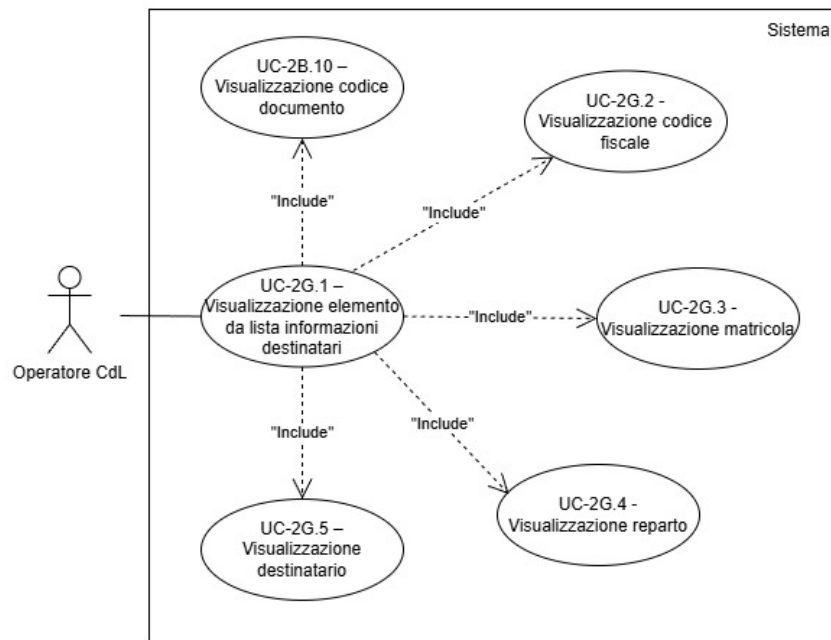 Sistema
UC-2B.10 –
Visualizzazione codice
documento
UC-2G.2 -
Visualizzazione codice
fiscale
"Include"
"Include"
UC-2G.1 –
Visualizzazione elemento
da lista informazioni
destinatari
"Include"
UC-2G.3 -
Visualizzazione matricola
Operatore CdL
"Include"
"Include"
UC-2G.4 -
Visualizzazione reparto
UC-2G.5 –
Visualizzazione
destinatario